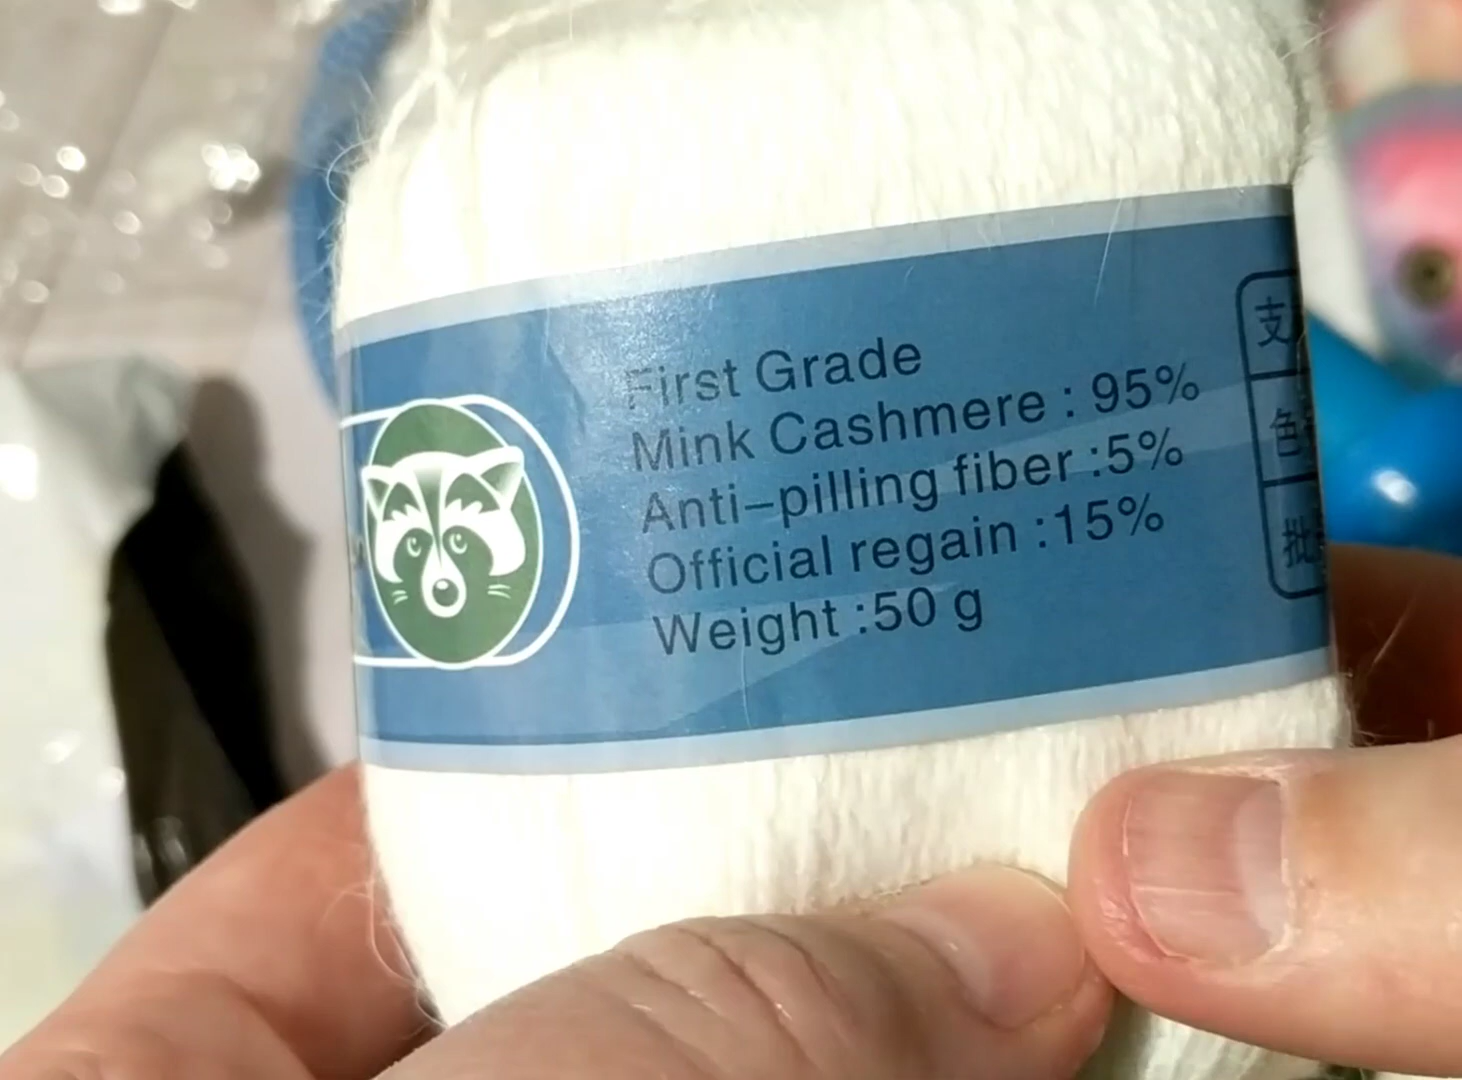 First Grade
Mink Cashmere : 95%
Anti-pilling fiber :5%
Official regain :15%
Weight :50 g
支
色
批